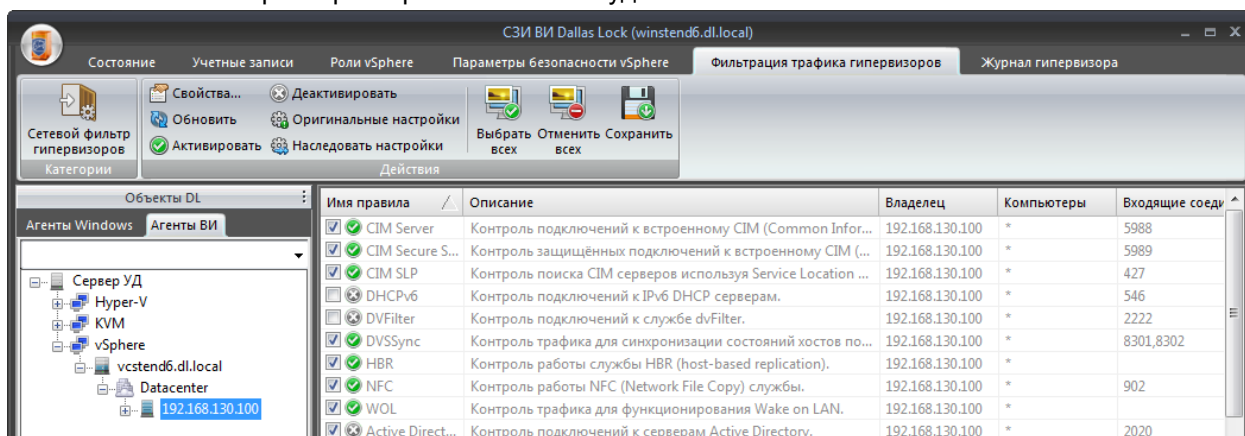 СЗИ ВИ Dallas Lock (winstend6.dl.local)
Состояние Учетные записи Роли vSphere Параметры безопасности vSphere Фильтрация трафика гипервизоров Журнал гипервизора
Сетевой фильтр гипервизоров
Категории
Свойства... Деактивировать
Обновить Оригинальные настройки
Активировать Наследовать настройки
Выбрать всех Отменить всех Сохранить
Действия
Объекты DL
Агенты Windows Агенты ВИ
Сервер УД
Hyper-V
KVM
vSphere
vcstend6.dl.local
Datacenter
192.168.130.100
Имя правила Описание Владелец Компьютеры Входящие соеди
CIM Server Контроль подключений к встроенному CIM (Common Infor... 192.168.130.100 * 5988
CIM Secure S... Контроль защищённых подключений к встроенному CIM (... 192.168.130.100 * 5989
CIM SLP Контроль поиска CIM серверов используя Service Location ... 192.168.130.100 * 427
DHCPv6 Контроль подключений к IPv6 DHCP серверам. 192.168.130.100 * 546
DVFilter Контроль подключений к службе dvFilter. 192.168.130.100 * 2222
DVSSync Контроль трафика для синхронизации состояний хостов по... 192.168.130.100 * 8301,8302
HBR Контроль работы службы HBR (host-based replication). 192.168.130.100 *
NFC Контроль работы NFC (Network File Copy) службы. 192.168.130.100 * 902
WOL Контроль трафика для функционирования Wake on LAN. 192.168.130.100 *
Active Direct... Контроль подключений к серверам Active Directory. 192.168.130.100 * 2020